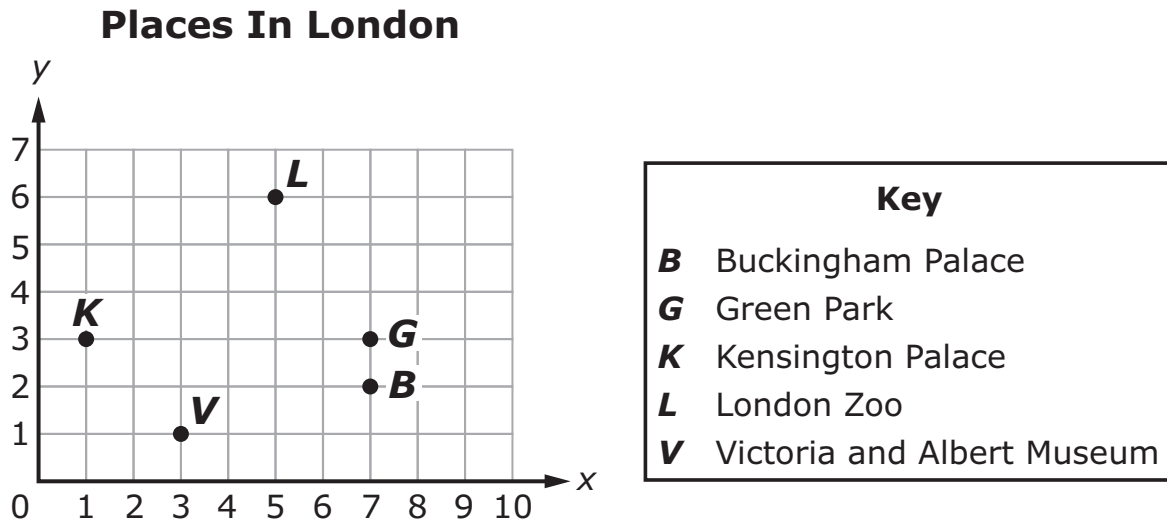 Places In London
y
7
6
5
4
3
2
1
0 1 2 3 4 5 6 7 8 9 10
x
L
K
G
B
V
Key
B Buckingham Palace
G Green Park
K Kensington Palace
L London Zoo
V Victoria and Albert Museum